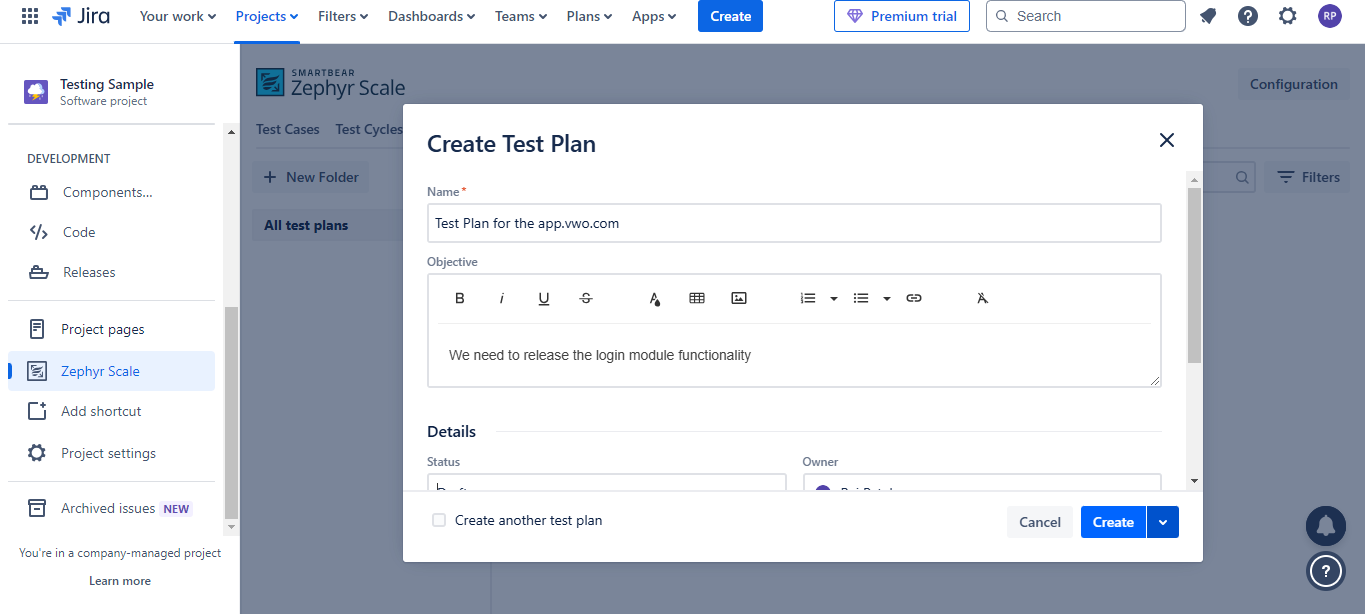 Jira Your work Projects Filters Dashboards Teams Plans Apps Create Premium trial Search RP
Testing Sample
Software project
DEVELOPMENT
Components...
Code
Releases
Project pages
Zephyr Scale
Add shortcut
Project settings
Archived issues NEW
You're in a company-managed project
Learn more
SMARTBEAR
Zephyr Scale
Configuration
Test Cases Test Cycles
New Folder
Filters
All test plans
Create Test Plan
Name*
Test Plan for the app.vwo.com
Objective
B i U S A
We need to release the login module functionality
Details
Status Owner
Create another test plan
Cancel Create
?